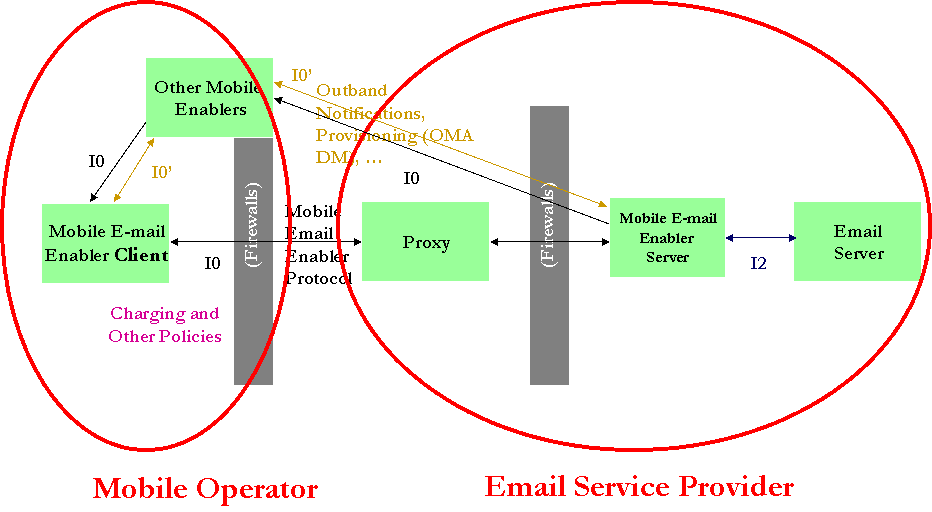 I0’
Other Mobile
Enablers
Outband
Notifications,
Provisioning (OMA
DM), …
I0
I0’
I0
Mobile E-mail
Enabler Client
I0
(Firewalls)
Mobile
Email
Enabler
Protocol
Proxy
(Firewalls)
Mobile E-mail
Enabler
Server
I2
Email
Server
Charging and
Other Policies
Mobile Operator
Email Service Provider